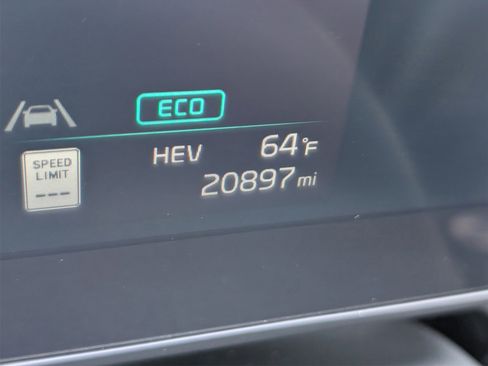 ECO
SPEED
LIMIT
---
HEV 64°F
20897 mi